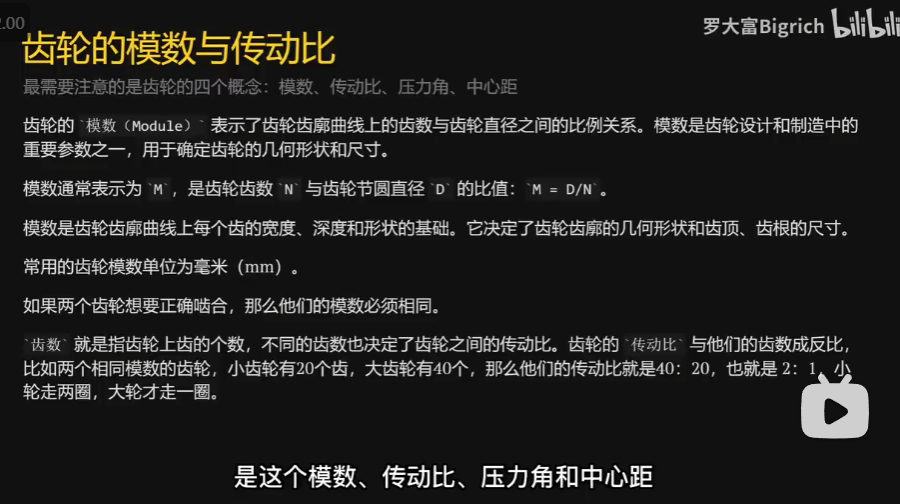 2.00
罗大富Bigrich bilibili
齿轮的模数与传动比
最需要注意的是齿轮的四个概念：模数、传动比、压力角、中心距
齿轮的 `模数（Module）` 表示了齿轮齿廓曲线上的齿数与齿轮直径之间的比例关系。模数是齿轮设计和制造中的
重要参数之一，用于确定齿轮的几何形状和尺寸。
模数通常表示为 `M`，是齿轮齿数 `N` 与齿轮节圆直径 `D` 的比值：`M = D/N`。
模数是齿轮齿廓曲线上每个齿的宽度、深度和形状的基础。它决定了齿轮齿廓的几何形状和齿顶、齿根的尺寸。
常用的齿轮模数单位为毫米（mm）。
如果两个齿轮想要正确啮合，那么他们的模数必须相同。
`齿数` 就是指齿轮上齿的个数，不同的齿数也决定了齿轮之间的传动比。齿轮的 `传动比` 与他们的齿数成反比，
比如两个相同模数的齿轮，小齿轮有20个齿，大齿轮有40个，那么他们的传动比就是40：20，也就是 2：1，小
轮走两圈，大轮才走一圈。
是这个模数、传动比、压力角和中心距